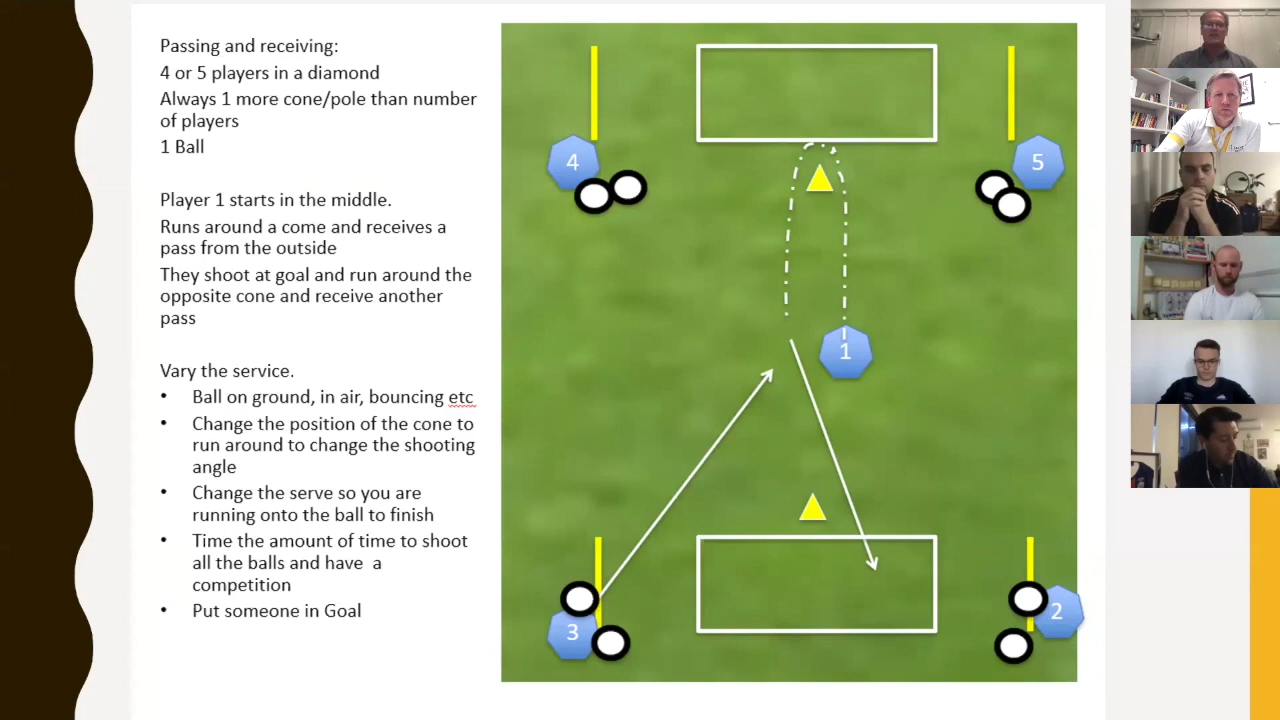 Passing and receiving:
4 or 5 players in a diamond
Always 1 more cone/pole than number
of players
1 Ball
Player 1 starts in the middle.
Runs around a come and receives a
pass from the outside
They shoot at goal and run around the
opposite cone and receive another
pass
Vary the service.
• Ball on ground, in air, bouncing etc
• Change the position of the cone to
run around to change the shooting
angle
• Change the serve so you are
running onto the ball to finish
• Time the amount of time to shoot
all the balls and have a
competition
• Put someone in Goal
4
5
1
3
2